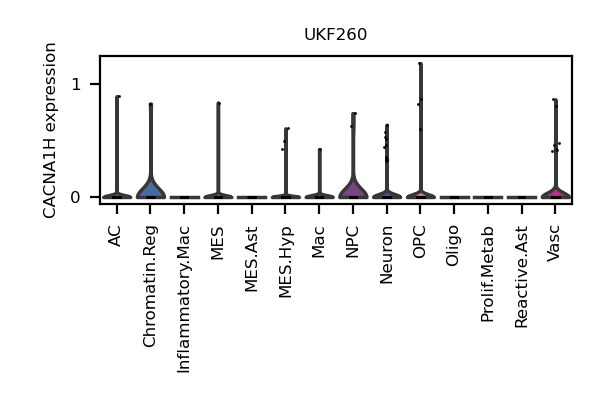 UKF260
CACNA1H expression
1
0
AC
Chromatin.Reg
Inflammatory.Mac
MES
MES.Ast
MES.Hyp
Mac
NPC
Neuron
OPC
Oligo
Prolif.Metab
Reactive.Ast
Vasc